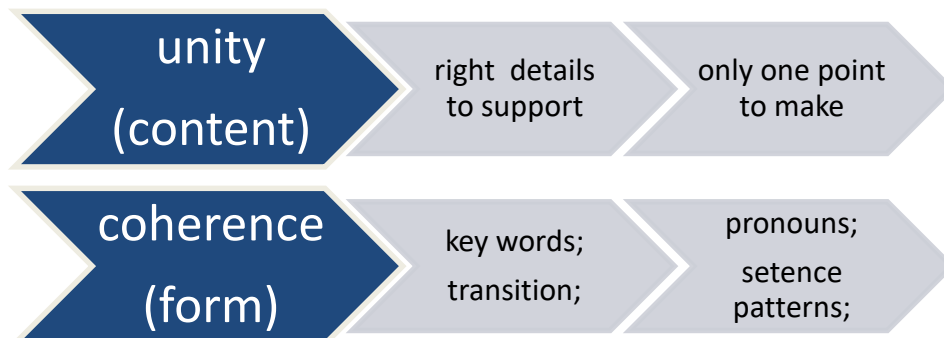 unity
(content)
right details
to support
only one point
to make
coherence
(form)
key words;
transition;
pronouns;
setence
patterns;